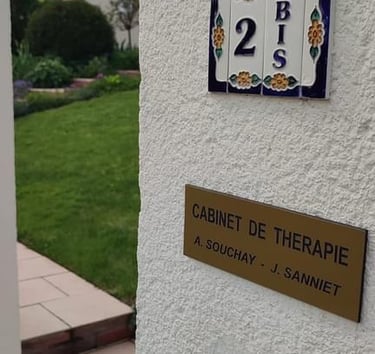 2 BIS
CABINET DE THERAPIE
A. SOUCHAY - J. SANNIET